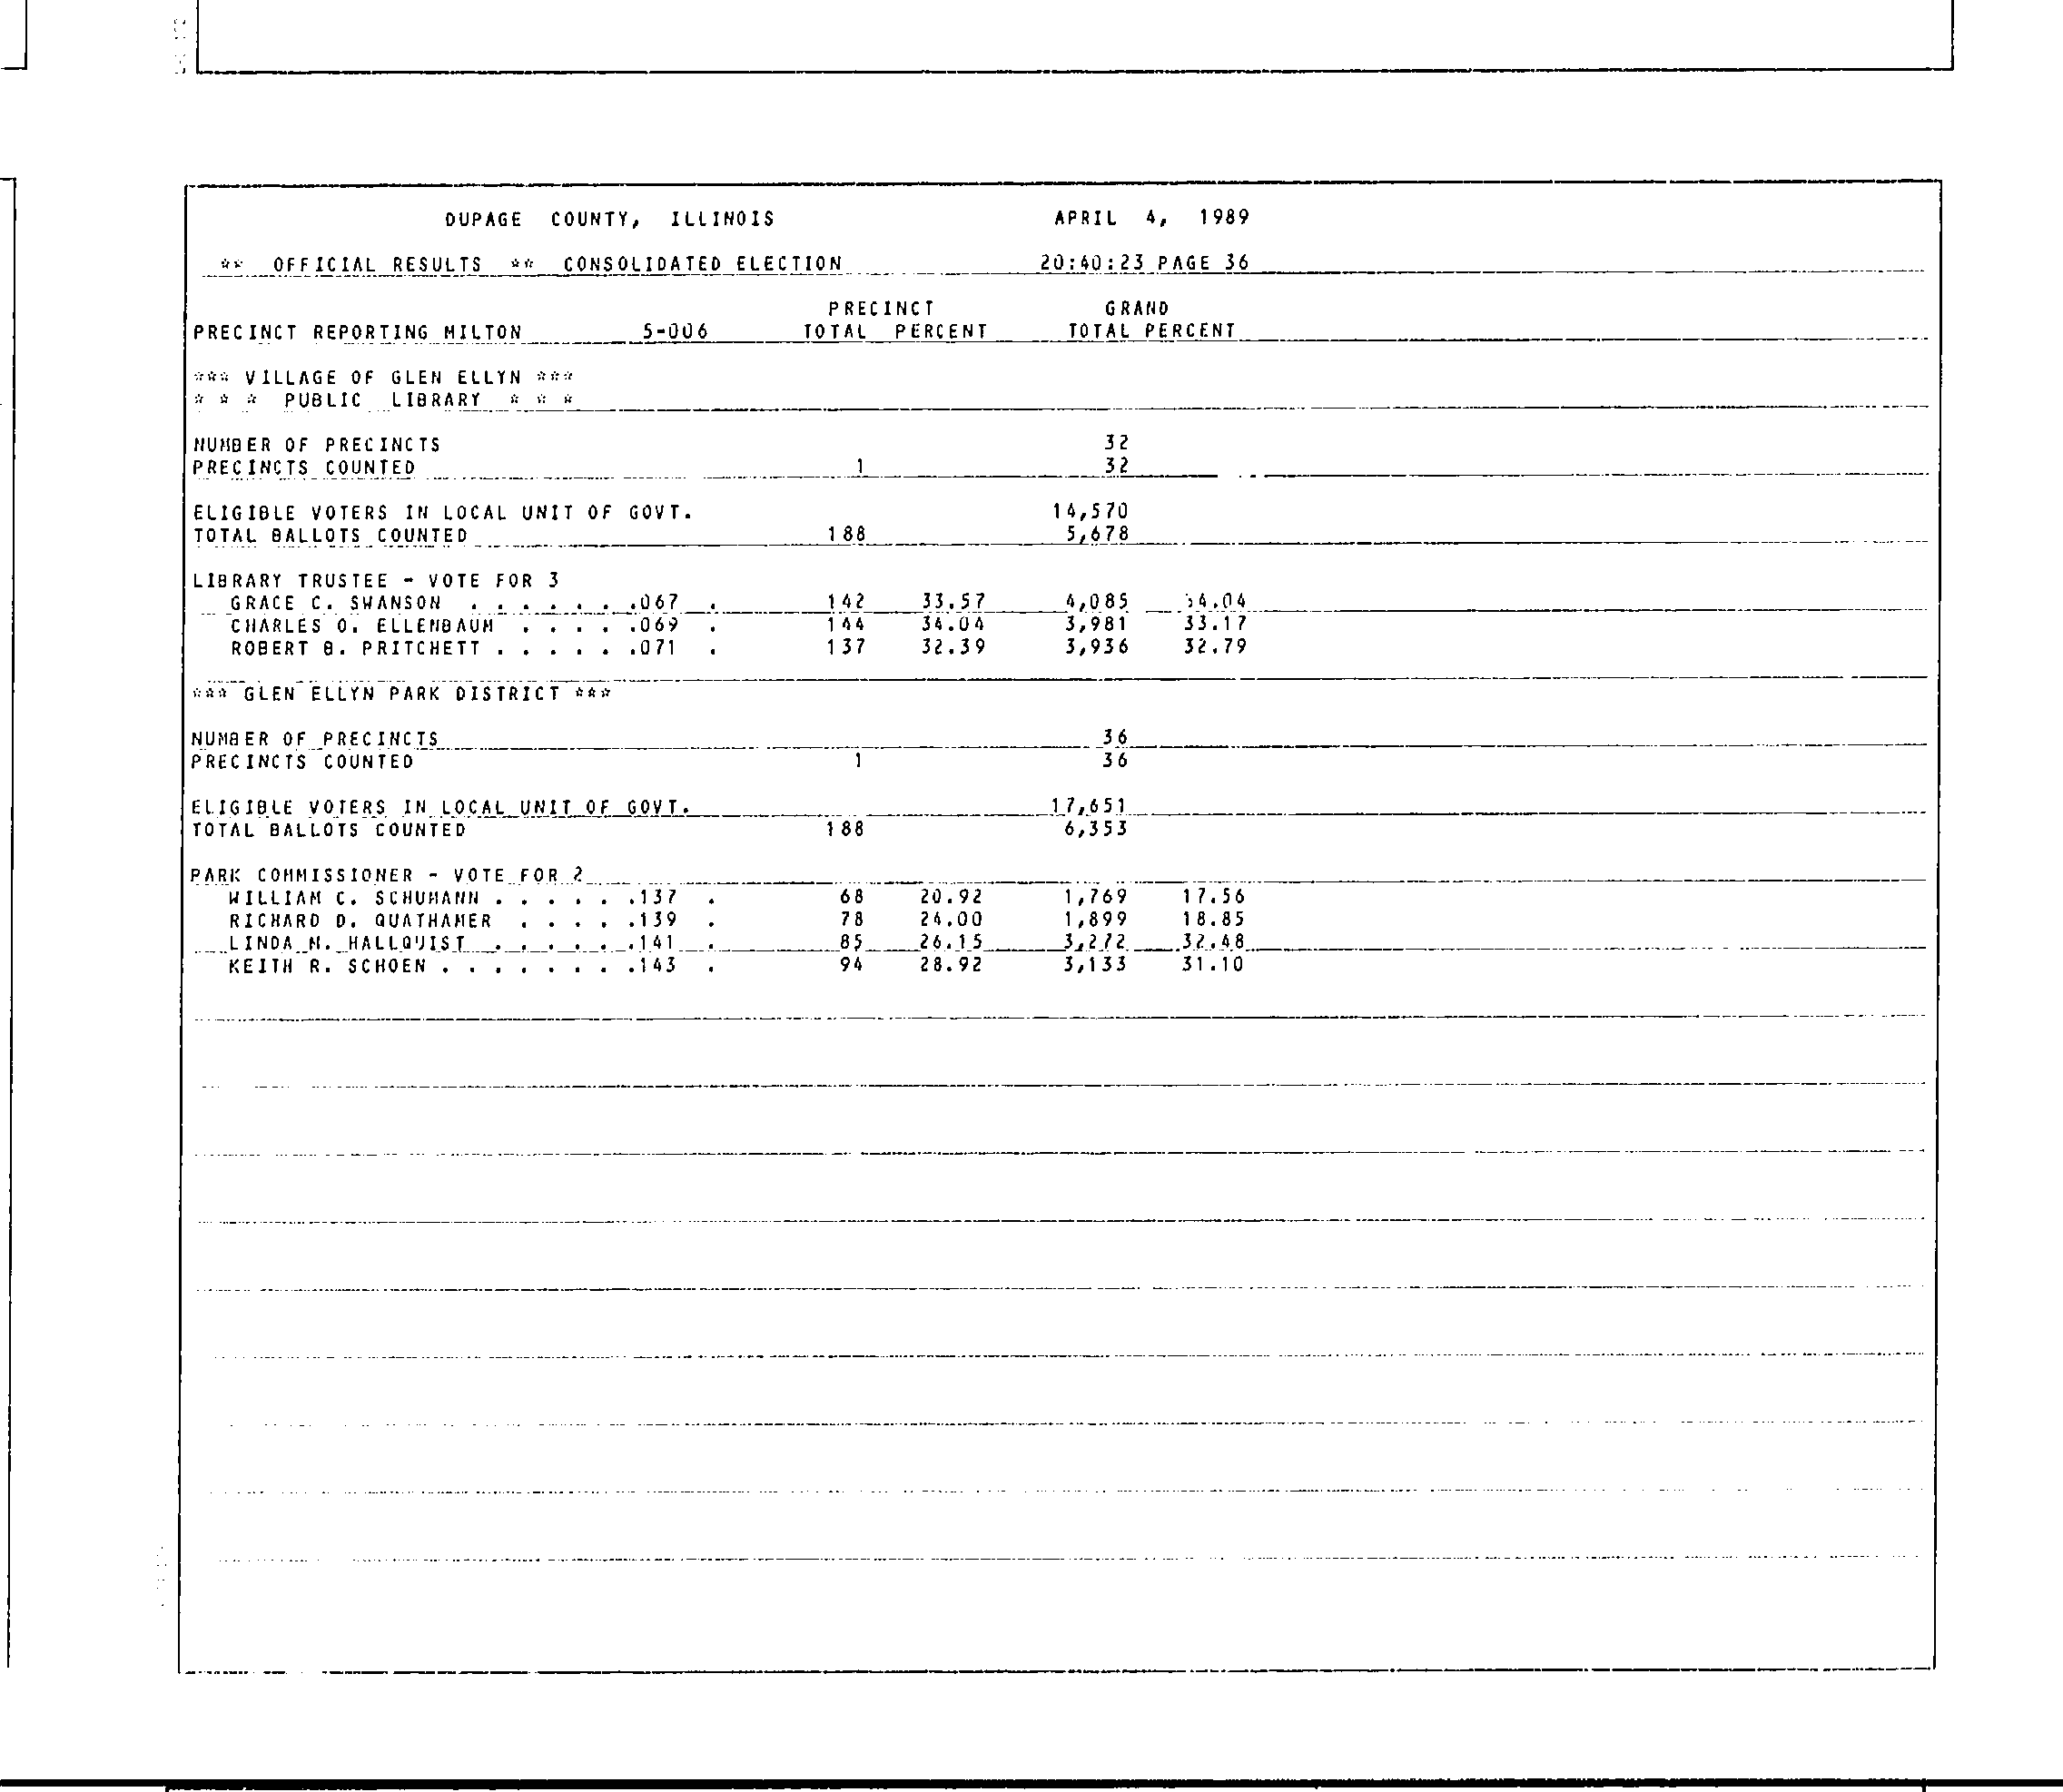 DUPAGE COUNTY, ILLINOIS APRIL 4, 1989
** OFFICIAL RESULTS ** CONSOLIDATED ELECTION 20:40:23 PAGE 36
PRECINCT GRAND
PRECINCT REPORTING MILTON 5-006 TOTAL PERCENT TOTAL PERCENT
*** VILLAGE OF GLEN ELLYN ***
* * * PUBLIC LIBRARY * * *
NUMBER OF PRECINCTS 32
PRECINCTS COUNTED 1 32
ELIGIBLE VOTERS IN LOCAL UNIT OF GOVT. 14,570
TOTAL BALLOTS COUNTED 188 5,678
LIBRARY TRUSTEE - VOTE FOR 3
GRACE C. SWANSON . . . . . . .067 . 142 33.57 4,085 34.04
CHARLES O. ELLENBAUM . . . . .069 . 144 34.04 3,981 33.17
ROBERT B. PRITCHETT . . . . . .071 . 137 32.39 3,936 32.79
*** GLEN ELLYN PARK DISTRICT ***
NUMBER OF PRECINCTS 36
PRECINCTS COUNTED 1 36
ELIGIBLE VOTERS IN LOCAL UNIT OF GOVT. 17,651
TOTAL BALLOTS COUNTED 188 6,353
PARK COMMISSIONER - VOTE FOR 2
WILLIAM C. SCHUMANN . . . . . .137 . 68 20.92 1,769 17.56
RICHARD D. QUATHAMER . . . . .139 . 78 24.00 1,899 18.85
LINDA M. HALLQUIST . . . . . .141 . 85 26.15 3,272 32.48
KEITH R. SCHOEN . . . . . . . .143 . 94 28.92 3,133 31.10